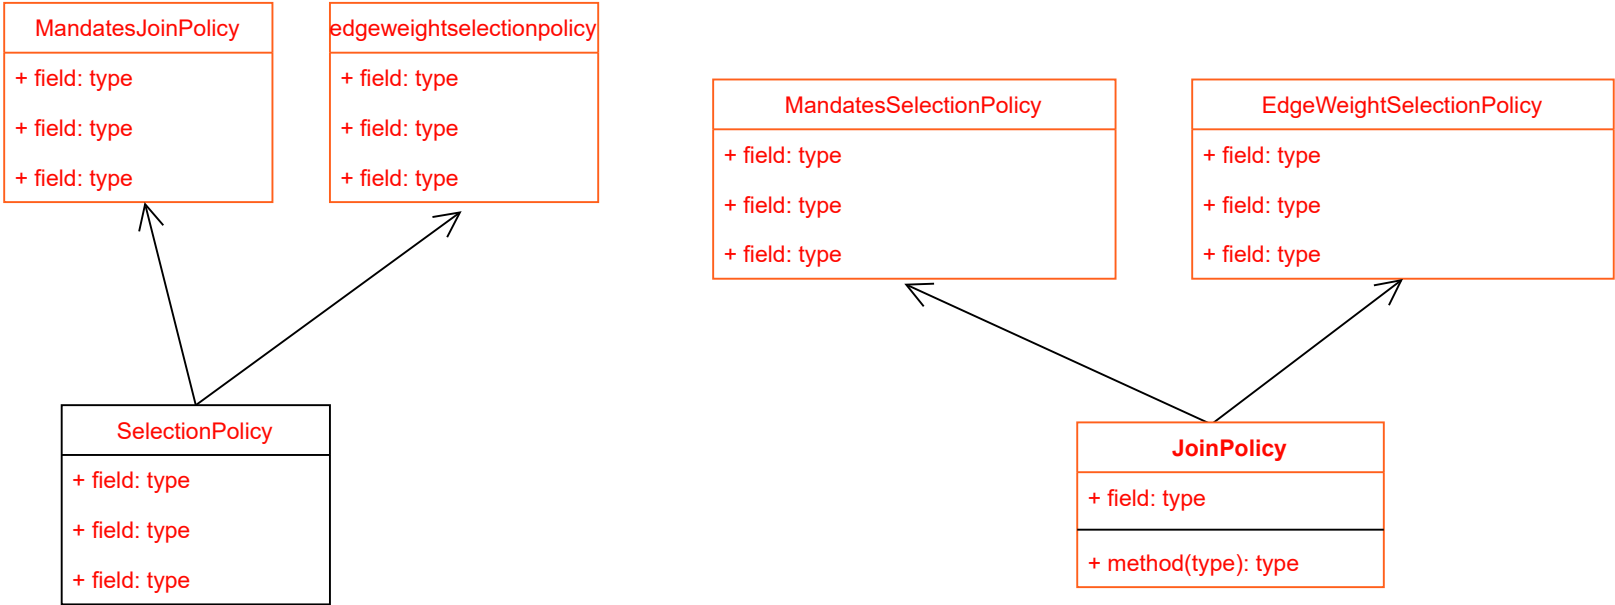 MandatesJoinPolicy
+ field: type
+ field: type
+ field: type
edgeweightselectionpolicy
+ field: type
+ field: type
+ field: type
MandatesSelectionPolicy
+ field: type
+ field: type
+ field: type
EdgeWeightSelectionPolicy
+ field: type
+ field: type
+ field: type
SelectionPolicy
+ field: type
+ field: type
+ field: type
JoinPolicy
+ field: type
+ method(type): type